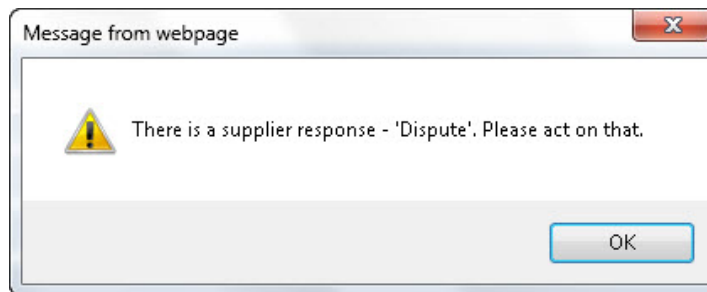 Message from webpage
There is a supplier response - 'Dispute'. Please act on that.
OK